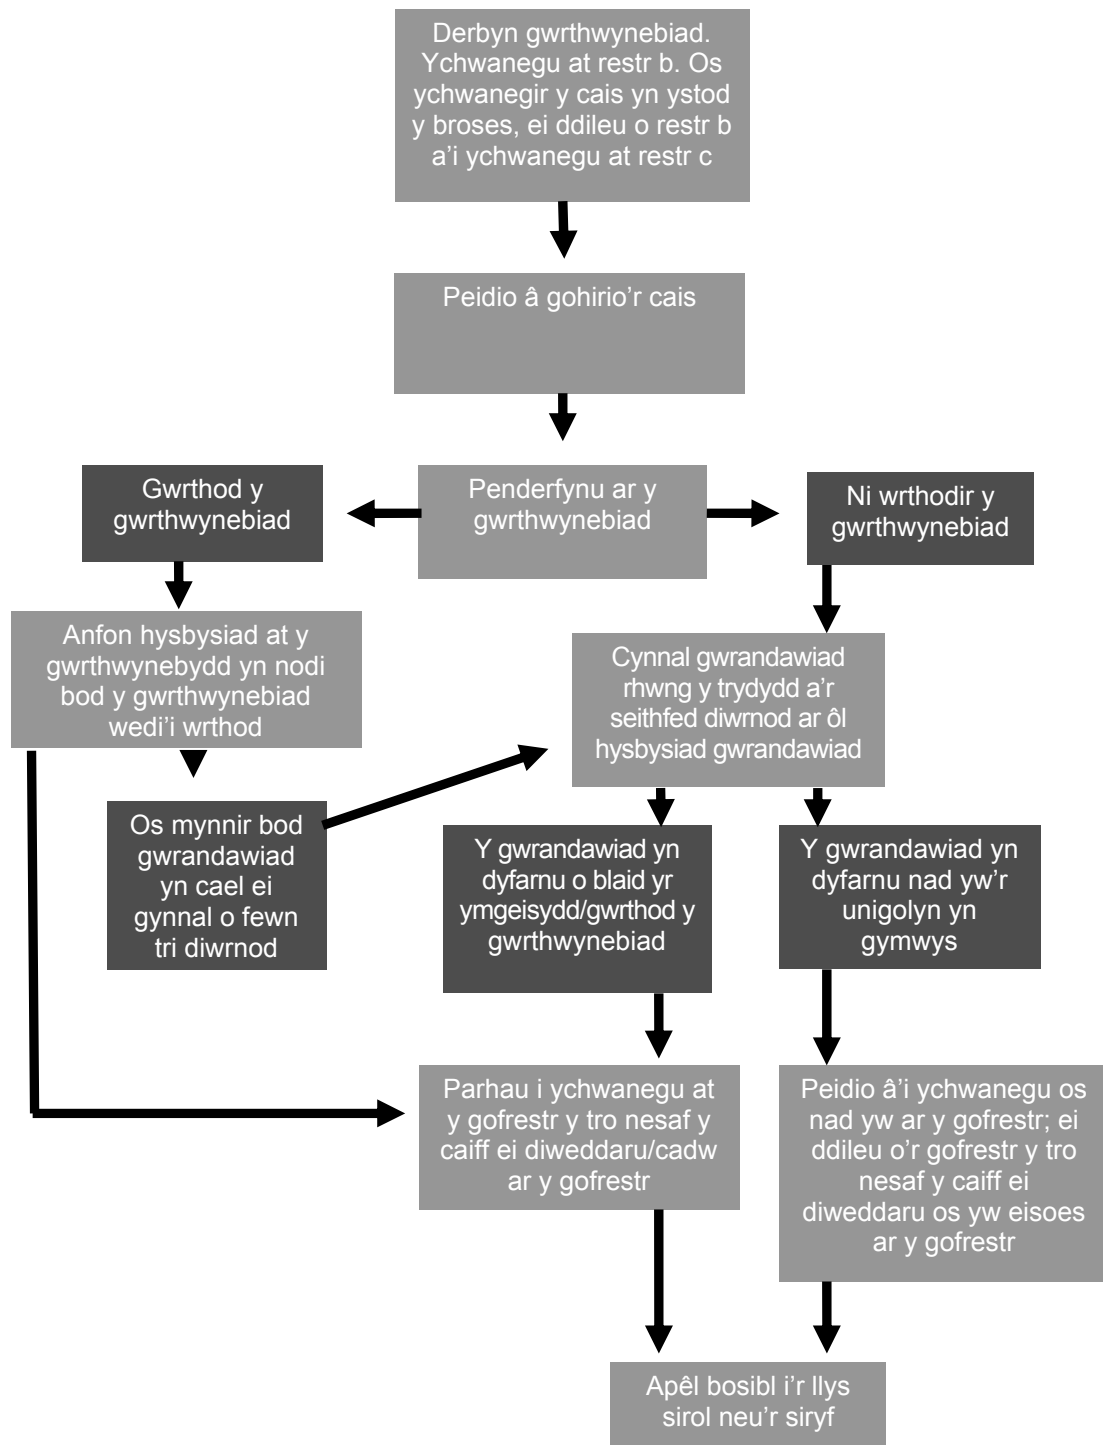 Derbyn gwrthwynebiad.
Ychwanegu at restr b. Os
ychwanegir y cais yn ystod
y broses, ei ddileu o restr b
a'i ychwanegu at restr c
Peidio â gohirio'r cais
Gwrthod y
gwrthwynebiad
Penderfynu ar y
gwrthwynebiad
Ni wrthodir y
gwrthwynebiad
Anfon hysbysiad at y
gwrthwynebydd yn nodi
bod y gwrthwynebiad
wedi'i wrthod
Cynnal gwrandawiad
rhwng y trydydd a'r
seithfed diwrnod ar ôl
hysbysiad gwrandawiad
Os mynnir bod
gwrandawiad
yn cael ei
gynnal o fewn
tri diwrnod
Y gwrandawiad yn
dyfarnu o blaid yr
ymgeisydd/gwrthod y
gwrthwynebiad
Y gwrandawiad yn
dyfarnu nad yw'r
unigolyn yn
gymwys
Parhau i ychwanegu at
y gofrestr y tro nesaf y
caiff ei diweddaru/cadw
ar y gofrestr
Peidio â'i ychwanegu os
nad yw ar y gofrestr; ei
ddileu o'r gofrestr y tro
nesaf y caiff ei
diweddaru os yw eisoes
ar y gofrestr
Apêl bosibl i'r llys
sirol neu'r siryf